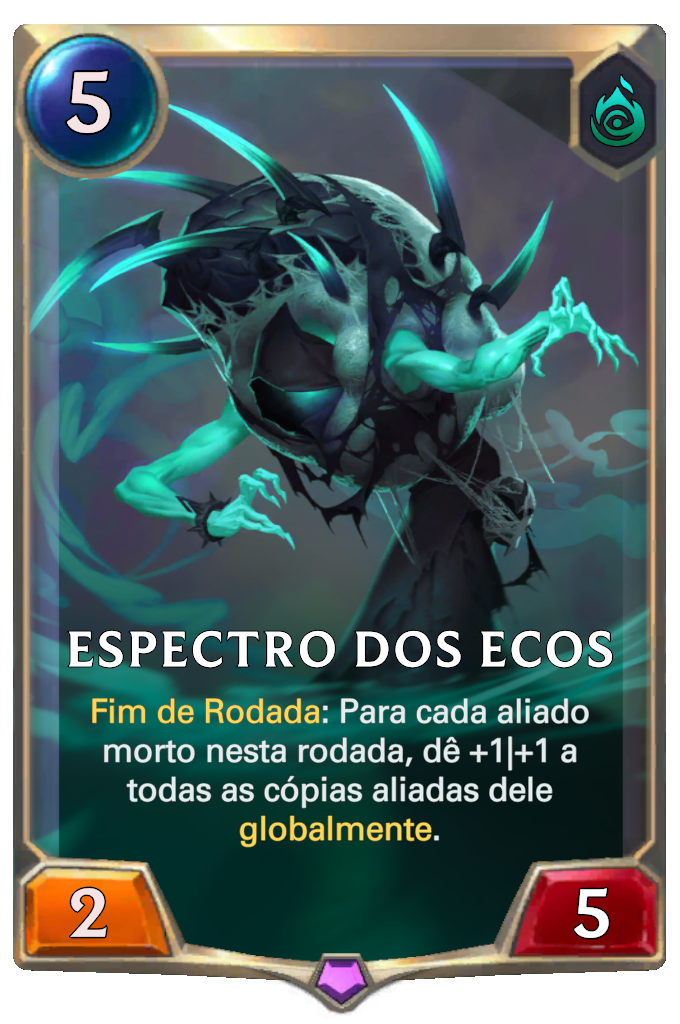 5
ESPECTRO DOS ECOS
Fim de Rodada: Para cada aliado
morto nesta rodada, dê +1|+1 a
todas as cópias aliadas dele
globalmente.
2
5